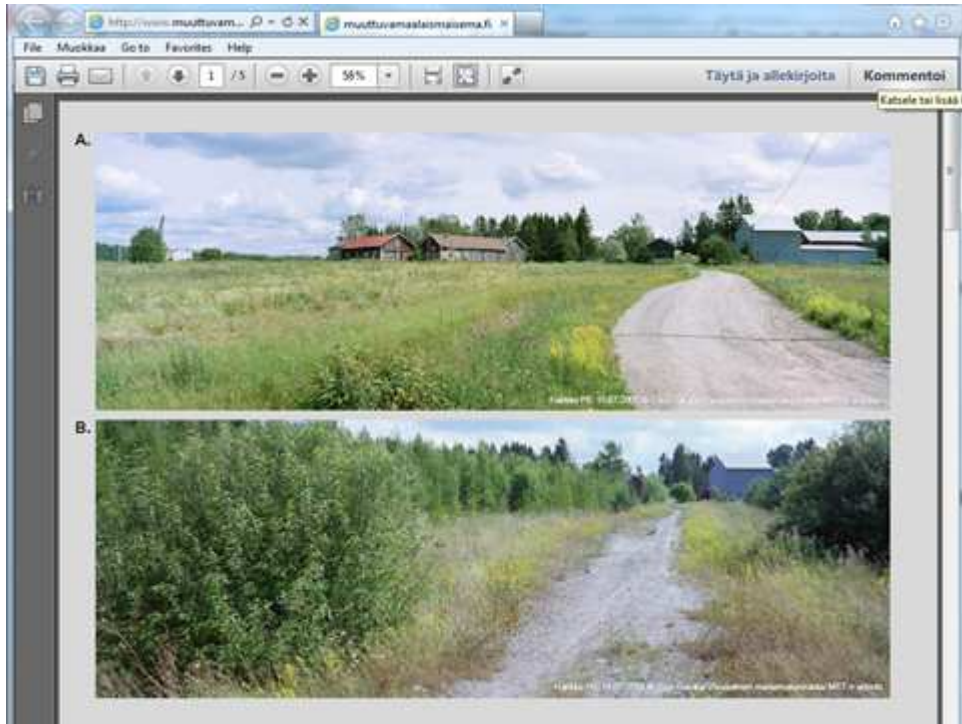 http://www.muuttuvam...
muuttuvamaalaismaisema.fi
File Muokkaa Go to Favorites Help
1 / 5 56% Täytä ja allekirjoita Kommentoi
Katsele tai lisää
A.
B.